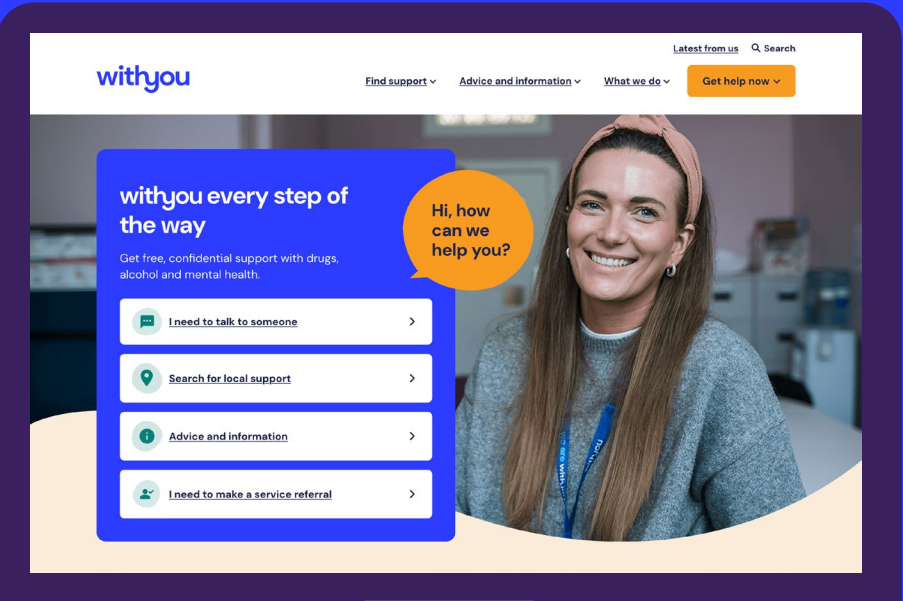 Latest from us Search
withyou
Find support Advice and information What we do Get help now
withyou every step of
the way
Get free, confidential support with drugs,
alcohol and mental health.
Hi, how
can we
help you?
I need to talk to someone
Search for local support
Advice and information
I need to make a service referral